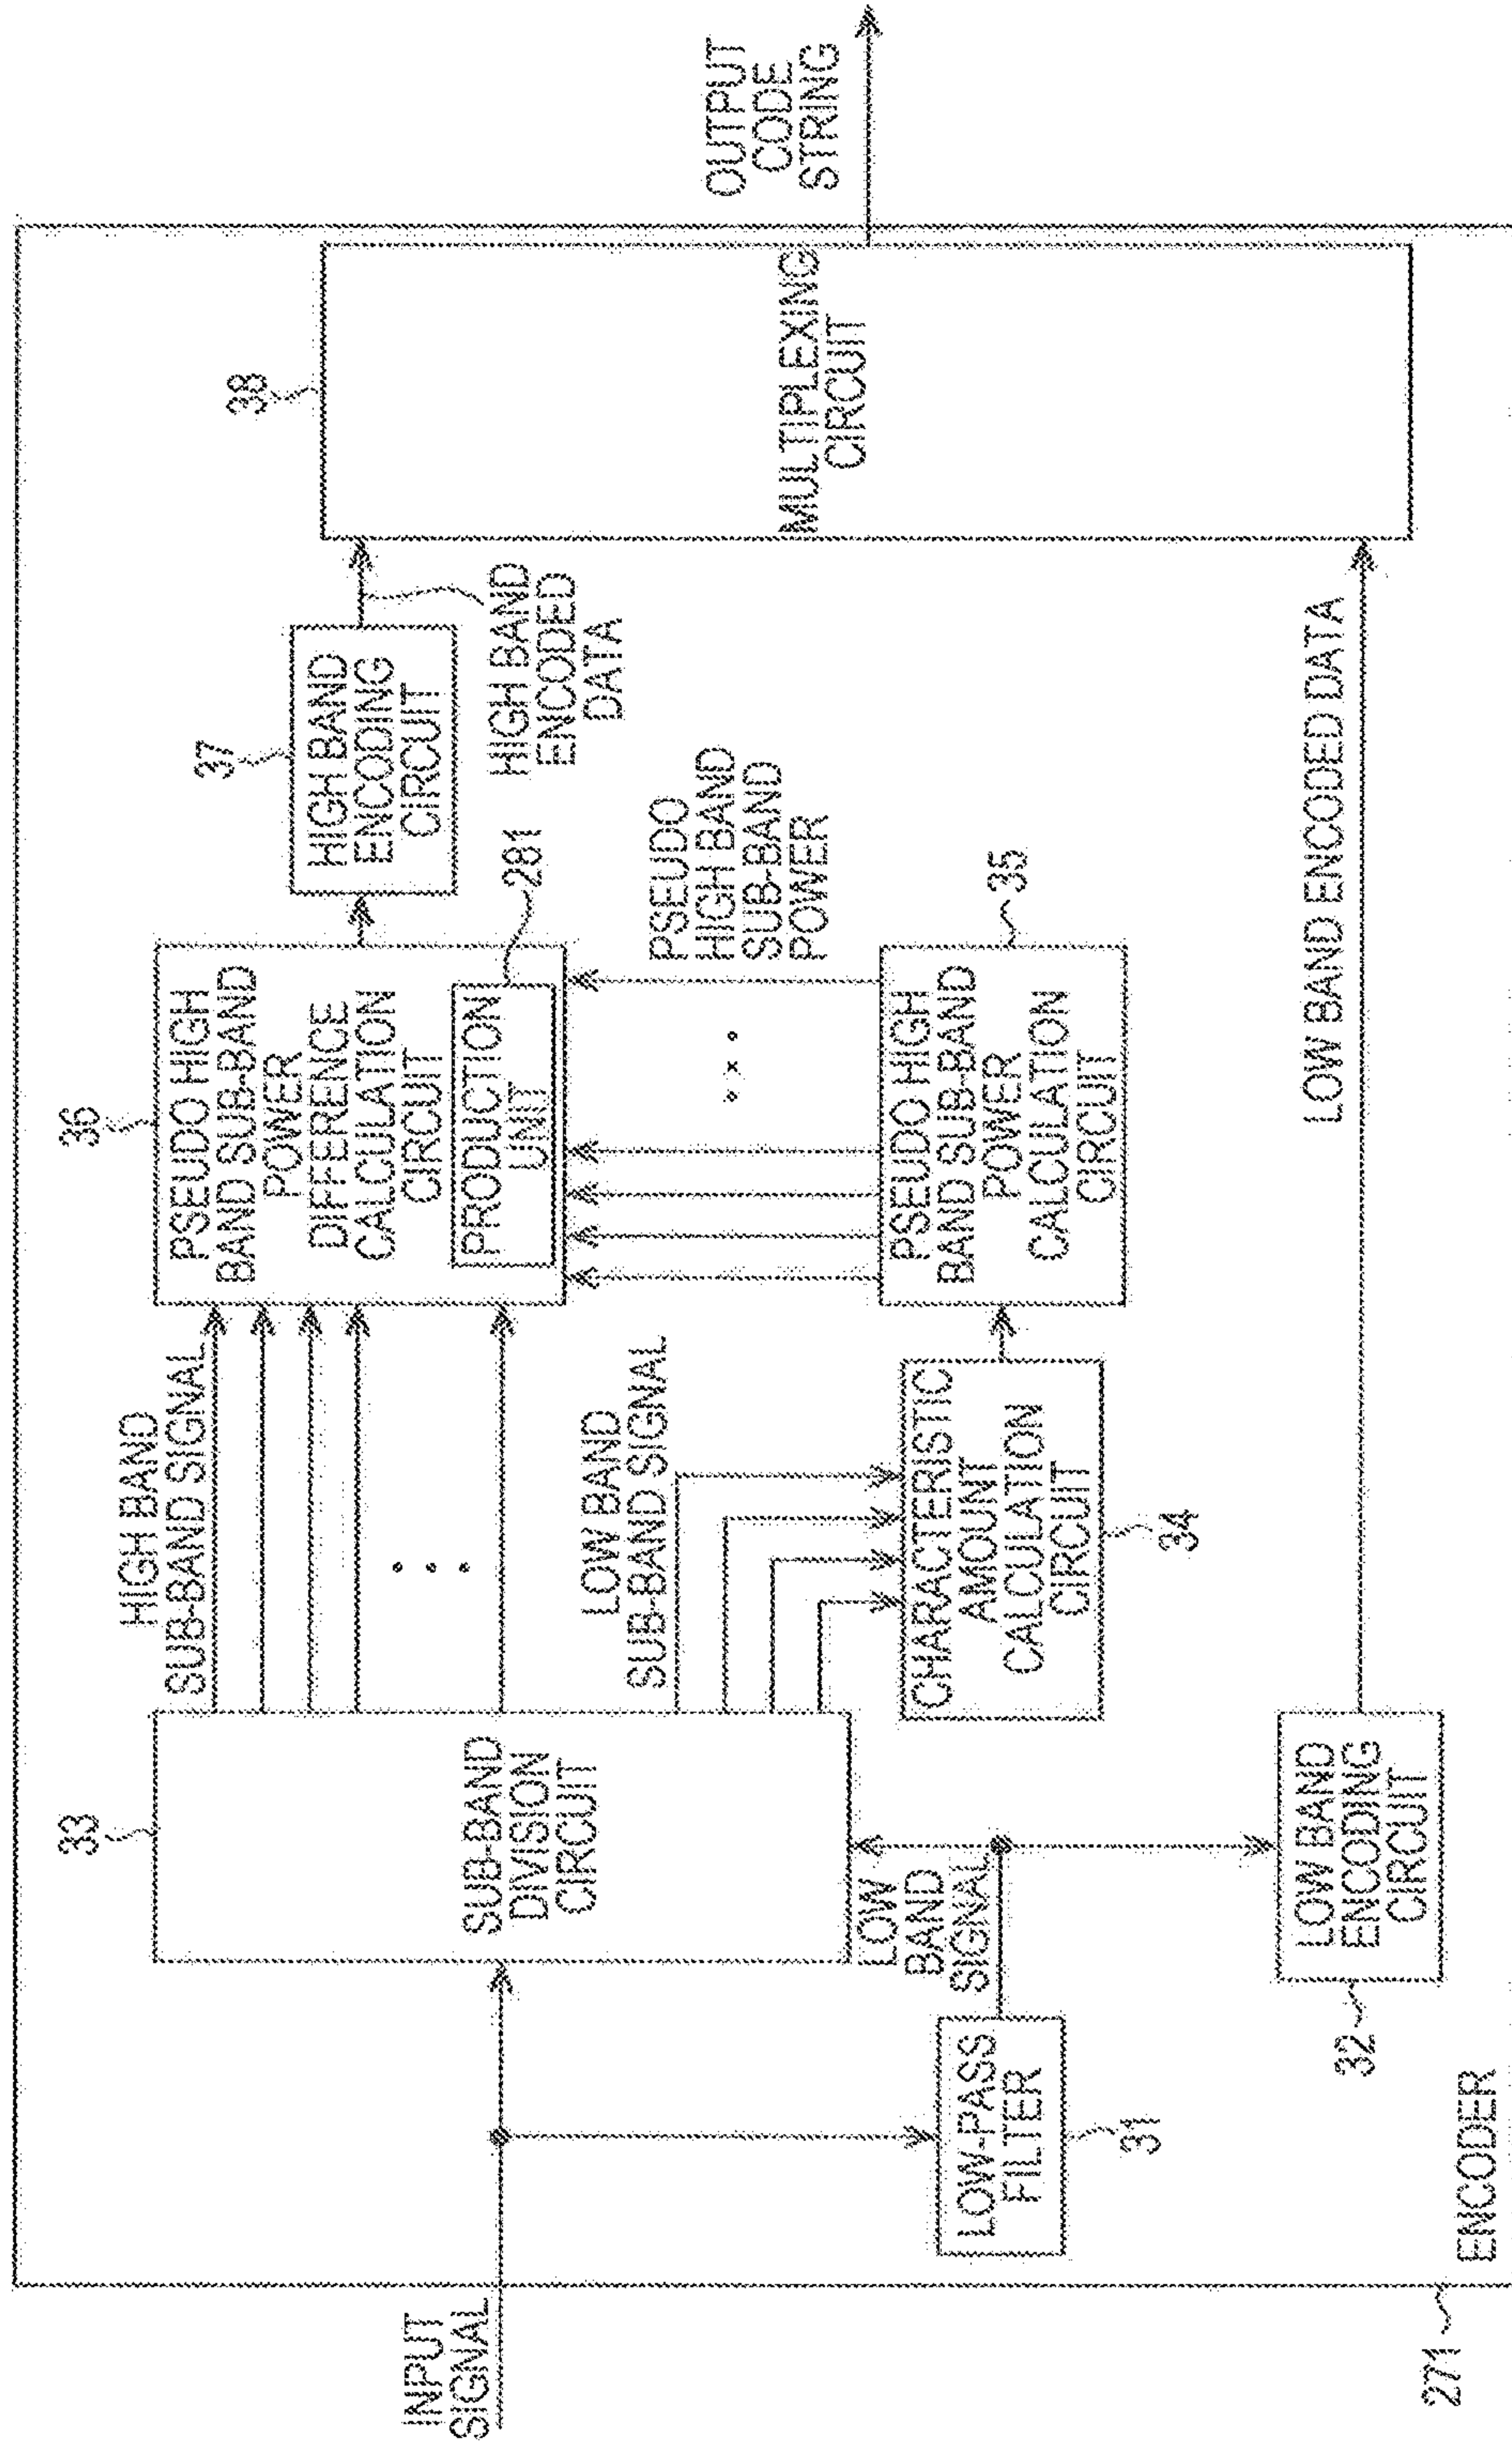 INPUT
SIGNAL
271
ENCODER
33
SUB-BAND
DIVISION
CIRCUIT
LOW-PASS
FILTER
31
LOW
BAND
SIGNAL
LOW BAND
ENCODING
CIRCUIT
32
HIGH BAND
SUB-BAND SIGNAL
LOW BAND
SUB-BAND SIGNAL
CHARACTERISTIC
AMOUNT
CALCULATION
CIRCUIT
34
36
PSEUDO HIGH
BAND SUB-BAND
POWER
DIFFERENCE
CALCULATION
CIRCUIT
PRODUCTION
UNIT
281
PSEUDO
HIGH BAND
SUB-BAND
POWER
PSEUDO HIGH
BAND SUB-BAND
POWER
CALCULATION
CIRCUIT
35
37
HIGH BAND
ENCODING
CIRCUIT
HIGH BAND
ENCODED
DATA
LOW BAND ENCODED DATA
38
MULTIPLEXING
CIRCUIT
OUTPUT
CODE
STRING